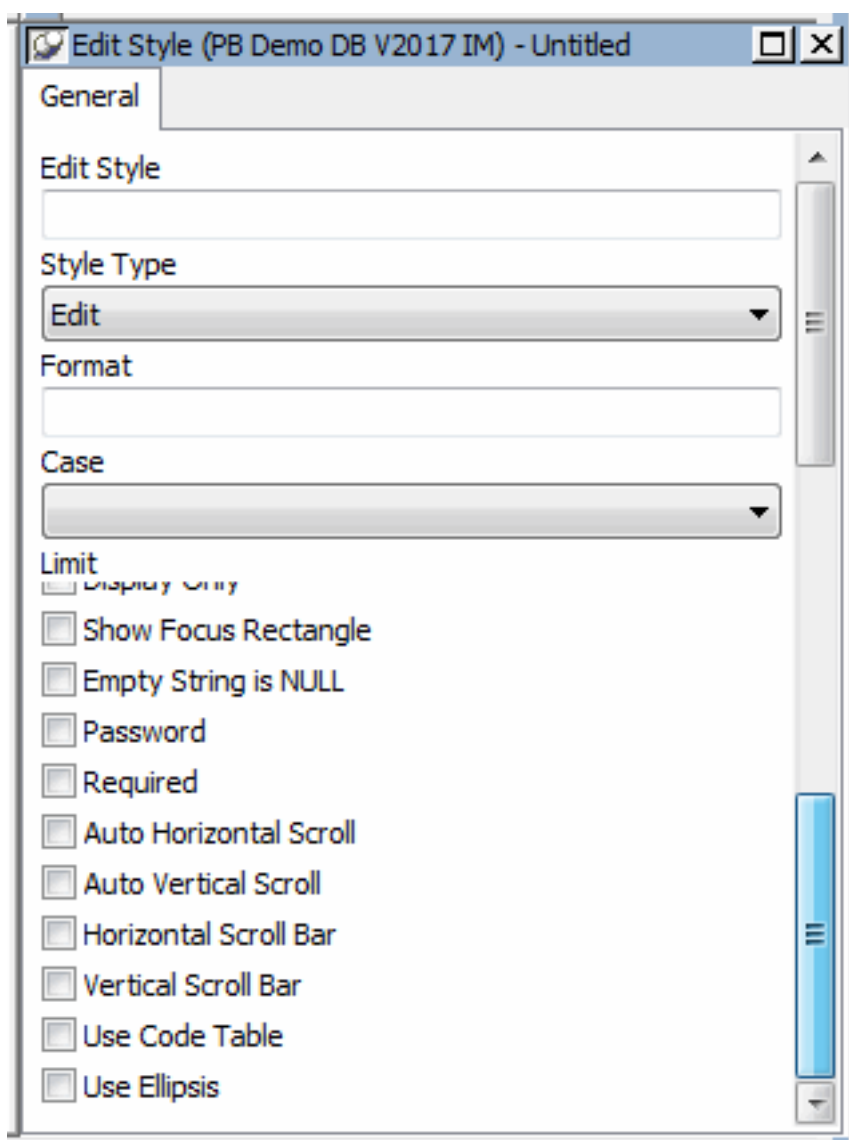 Edit Style (PB Demo DB V2017 IM) - Untitled
General
Edit Style
Style Type
Edit
Format
Case
Limit
Display Only
Show Focus Rectangle
Empty String is NULL
Password
Required
Auto Horizontal Scroll
Auto Vertical Scroll
Horizontal Scroll Bar
Vertical Scroll Bar
Use Code Table
Use Ellipsis